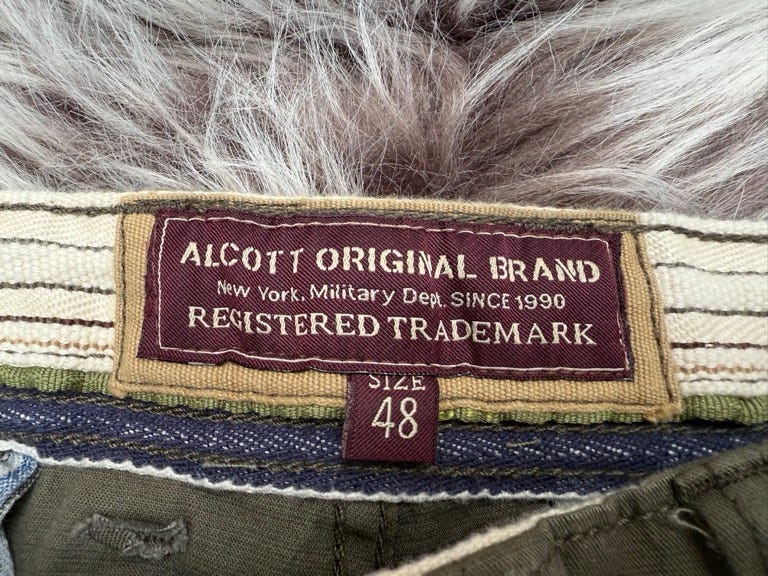 ALCOTT ORIGINAL BRAND
New York, Military Dept. SINCE 1990
REGISTERED TRADEMARK
SIZE
48